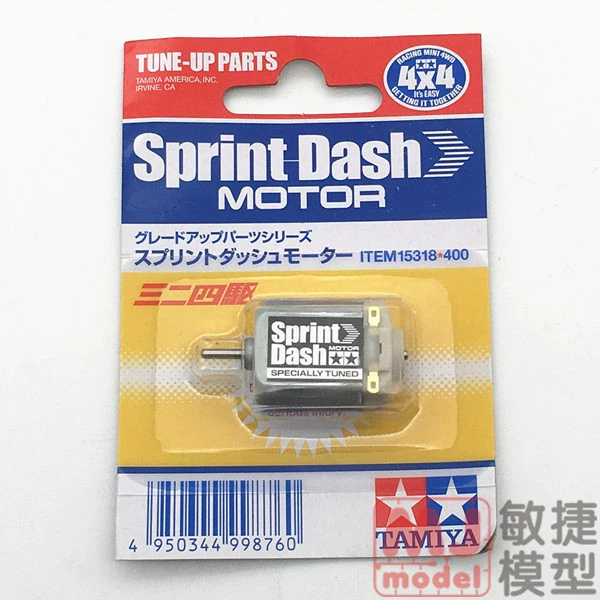 TUNE-UP PARTS
TAMIYA AMERICA, INC.
IRVINE, CA
RACING MINI 4WD
4x4
It's EASY
GETTING IT TOGETHER
Sprint Dash
MOTOR
グレードアップパーツシリーズ
スプリントダッシュモーター ITEM15318*400
ミニ四駆
Sprint
Dash
MOTOR
SPECIALLY TUNED
serious injury.
4 950344 998760
TAMIYA
model
敏捷
模型